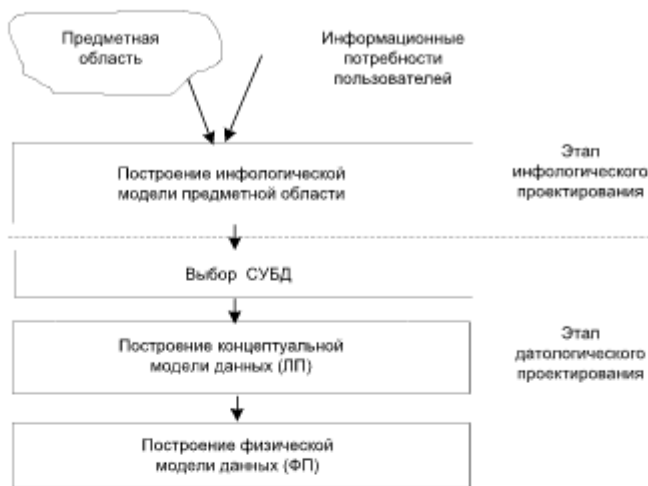 Предметная
область
Информационные
потребности
пользователей
Построение инфологической
модели предметной области
Этап
инфологического
проектирования
Выбор СУБД
Построение концептуальной
модели данных (ЛП)
Этап
датологического
проектирования
Построение физической
модели данных (ФП)